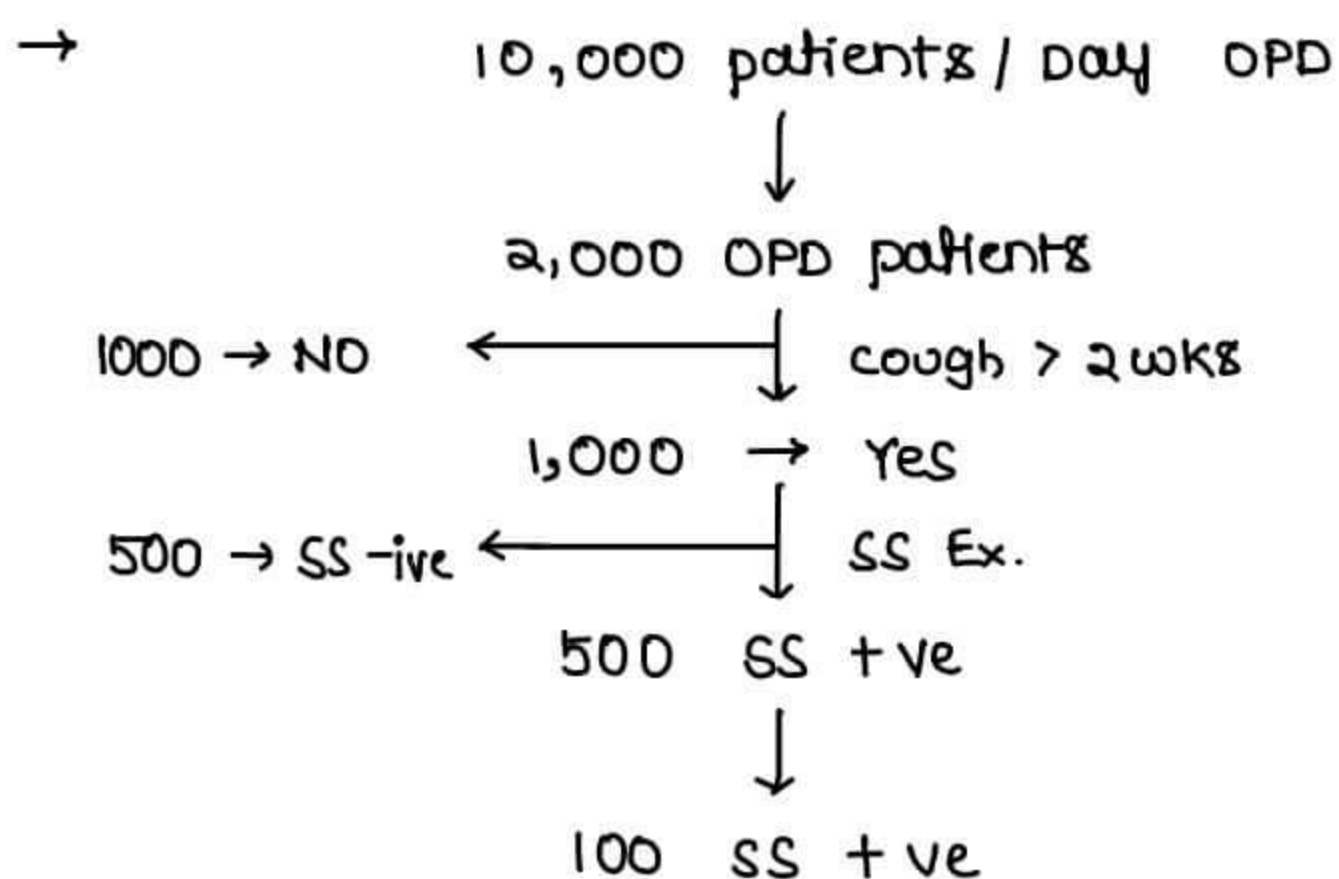 → 10,000 patients / Day OPD
↓
2,000 OPD patients
1000 → NO ← ↓ cough > 2 wks
1,000 → Yes
500 → SS -ive ← ↓ SS Ex.
500 SS +ve
↓
100 SS +ve